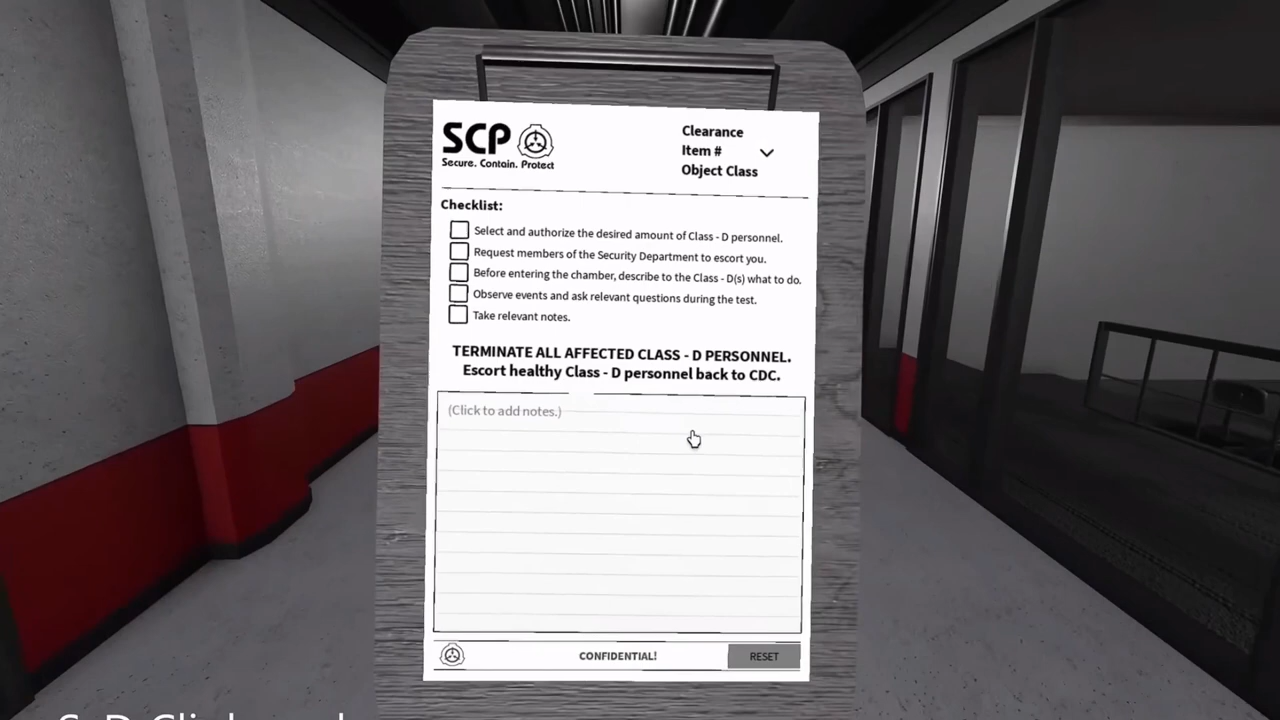 SCP
Secure. Contain. Protect
Clearance
Item #
Object Class
Checklist:
Select and authorize the desired amount of Class - D personnel.
Request members of the Security Department to escort you.
Before entering the chamber, describe to the Class - D(s) what to do.
Observe events and ask relevant questions during the test.
Take relevant notes.
TERMINATE ALL AFFECTED CLASS - D PERSONNEL.
Escort healthy Class - D personnel back to CDC.
(Click to add notes.)
CONFIDENTIAL!
RESET